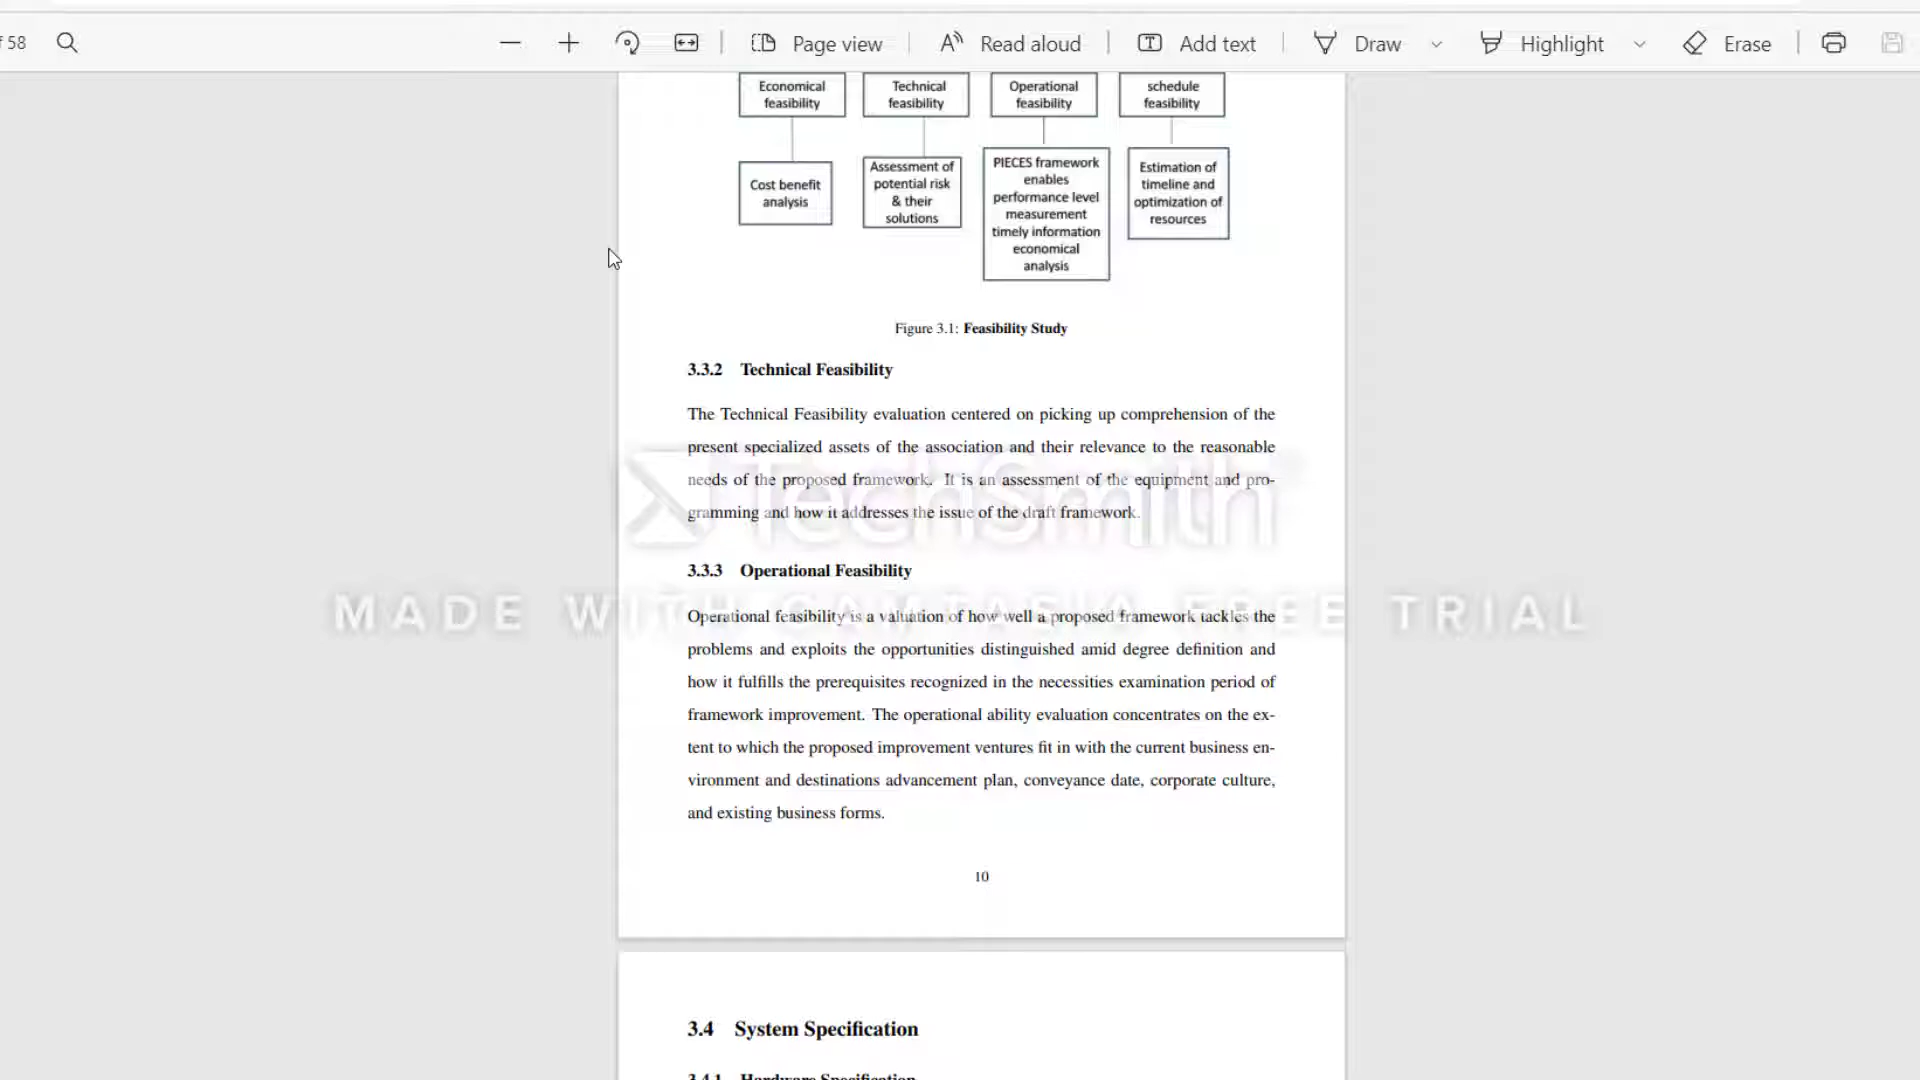 f 58
Page view
Read aloud
Add text
Draw
Highlight
Erase
Economical
feasibility
Technical
feasibility
Operational
feasibility
schedule
feasibility
Cost benefit
analysis
Assessment of
potential risk
& their
solutions
PIECES framework
enables
performance level
measurement
timely information
economical
analysis
Estimation of
timeline and
optimization of
resources
Figure 3.1: Feasibility Study
3.3.2 Technical Feasibility
The Technical Feasibility evaluation centered on picking up comprehension of the
present specialized assets of the association and their relevance to the reasonable
needs of the proposed framework. It is an assessment of the equipment and pro-
gramming and how it addresses the issue of the draft framework.
TechSmith
3.3.3 Operational Feasibility
MADE WITH CAMTASIA FREE TRIAL
Operational feasibility is a valuation of how well a proposed framework tackles the
problems and exploits the opportunities distinguished amid degree definition and
how it fulfills the prerequisites recognized in the necessities examination period of
framework improvement. The operational ability evaluation concentrates on the ex-
tent to which the proposed improvement ventures fit in with the current business en-
vironment and destinations advancement plan, conveyance date, corporate culture,
and existing business forms.
10
3.4 System Specification
3.4.1 Hardware Specification